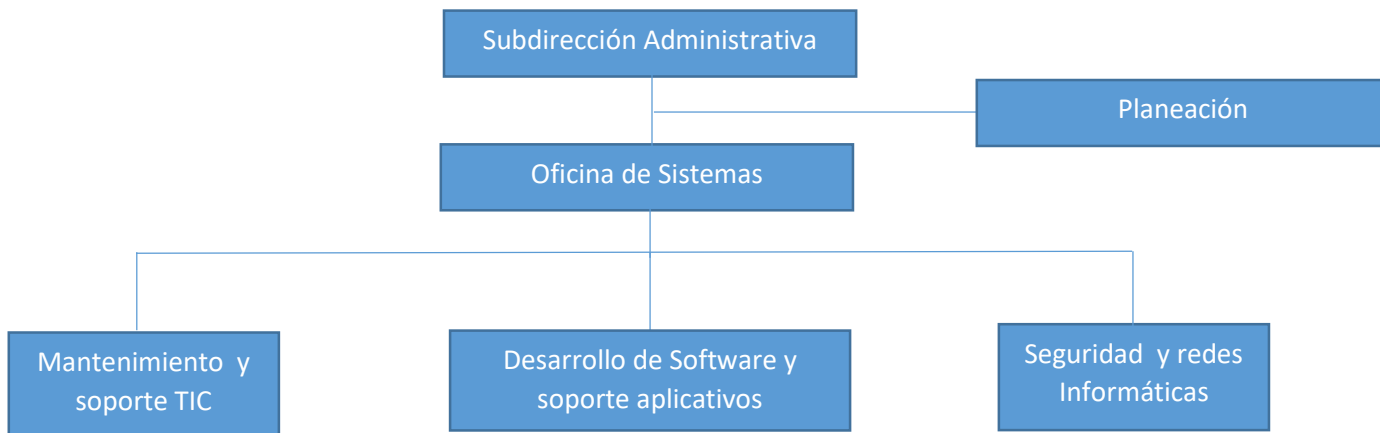 Subdirección Administrativa
Planeación
Oficina de Sistemas
Mantenimiento y
soporte TIC
Desarrollo de Software y
soporte aplicativos
Seguridad y redes
Informáticas